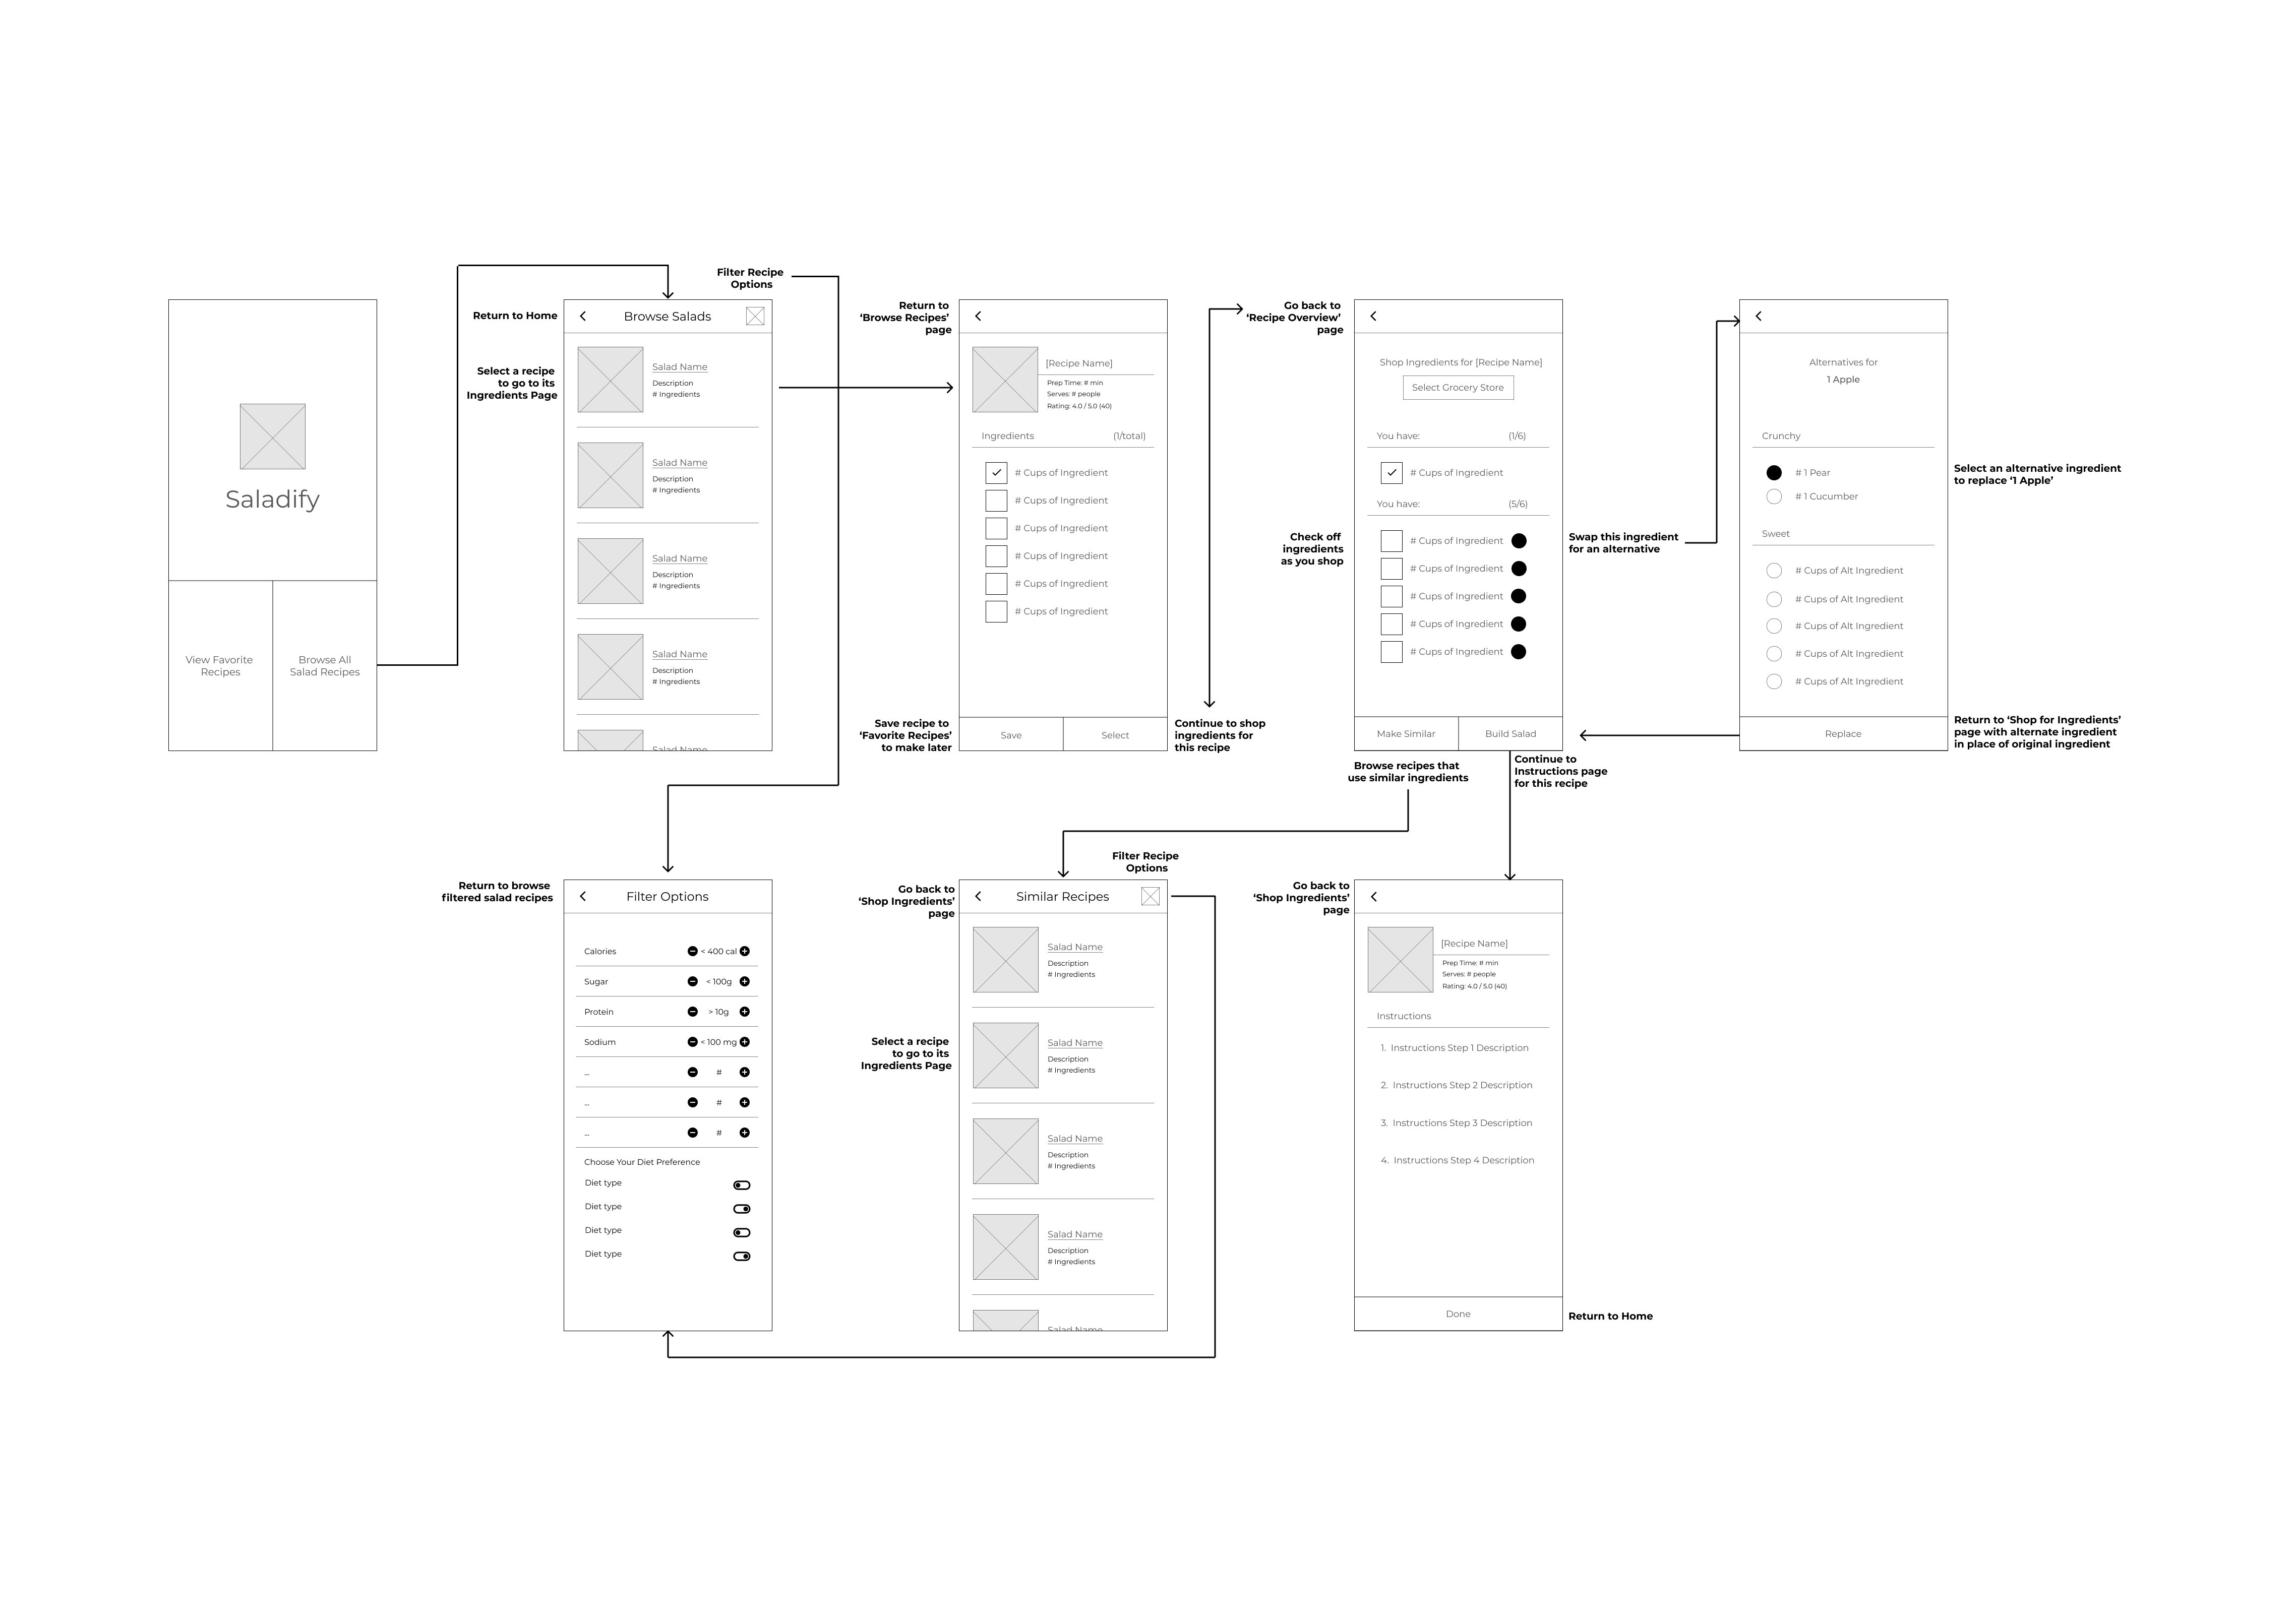 Saladify
View Favorite
Recipes
Browse All
Salad Recipes
Return to Home
Select a recipe
to go to its
Ingredients Page
Filter Recipe
Options
Browse Salads
Salad Name
Description
# Ingredients
Salad Name
Description
# Ingredients
Salad Name
Description
# Ingredients
Salad Name
Description
# Ingredients
Salad Name
Return to
‘Browse Recipes’
page
[Recipe Name]
Prep Time: # min
Serves: # people
Rating: 4.0 / 5.0 (40)
Ingredients (1/total)
# Cups of Ingredient
# Cups of Ingredient
# Cups of Ingredient
# Cups of Ingredient
# Cups of Ingredient
# Cups of Ingredient
Save recipe to
‘Favorite Recipes’
to make later
Save Select
Continue to shop
ingredients for
this recipe
Go back to
‘Recipe Overview’
page
Shop Ingredients for [Recipe Name]
Select Grocery Store
You have: (1/6)
# Cups of Ingredient
You have: (5/6)
Check off
ingredients
as you shop
# Cups of Ingredient
# Cups of Ingredient
# Cups of Ingredient
# Cups of Ingredient
# Cups of Ingredient
Swap this ingredient
for an alternative
Make Similar Build Salad
Browse recipes that
use similar ingredients
Continue to
Instructions page
for this recipe
Alternatives for
1 Apple
Crunchy
# 1 Pear
# 1 Cucumber
Select an alternative ingredient
to replace ‘1 Apple’
Sweet
# Cups of Alt Ingredient
# Cups of Alt Ingredient
# Cups of Alt Ingredient
# Cups of Alt Ingredient
# Cups of Alt Ingredient
Replace
Return to ‘Shop for Ingredients’
page with alternate ingredient
in place of original ingredient
Return to browse
filtered salad recipes
Filter Options
Calories < 400 cal
Sugar < 100g
Protein > 10g
Sodium < 100 mg
... #
... #
... #
Choose Your Diet Preference
Diet type
Diet type
Diet type
Diet type
Go back to
‘Shop Ingredients’
page
Filter Recipe
Options
Similar Recipes
Salad Name
Description
# Ingredients
Select a recipe
to go to its
Ingredients Page
Salad Name
Description
# Ingredients
Salad Name
Description
# Ingredients
Salad Name
Description
# Ingredients
Salad Name
Go back to
‘Shop Ingredients’
page
[Recipe Name]
Prep Time: # min
Serves: # people
Rating: 4.0 / 5.0 (40)
Instructions
1. Instructions Step 1 Description
2. Instructions Step 2 Description
3. Instructions Step 3 Description
4. Instructions Step 4 Description
Done
Return to Home